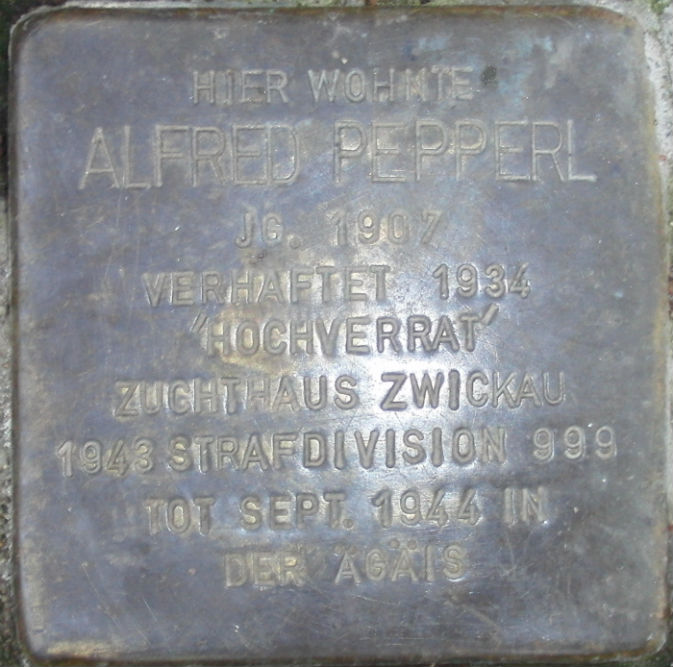 HIER WOHNTE
ALFRED PEPPERL
JG. 1907
VERHAFTET 1934
"HOCHVERRAT"
ZUCHTHAUS ZWICKAU
1943 STRAFDIVISION 999
TOT SEPT. 1944 IN
DER ÄGÄIS